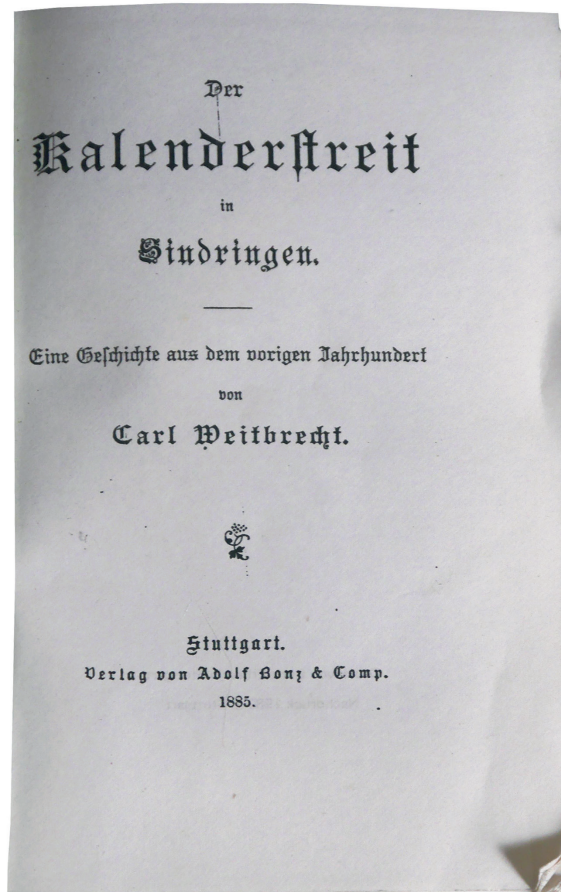 Der
Kalenderſtreit
in
Sindringen.
Eine Geſchichte aus dem vorigen Jahrhundert
von
Carl Weitbrecht.
Stuttgart.
Verlag von Adolf Bonz & Comp.
1885.